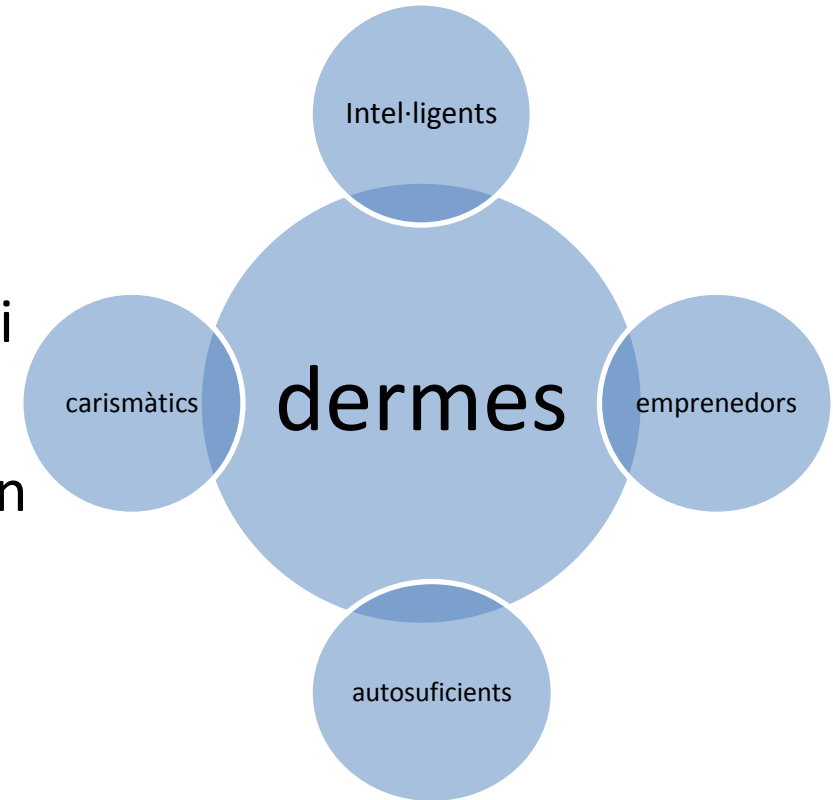 Intel·ligents
i
carismàtics
dermes
emprenedors
n
autosuficients